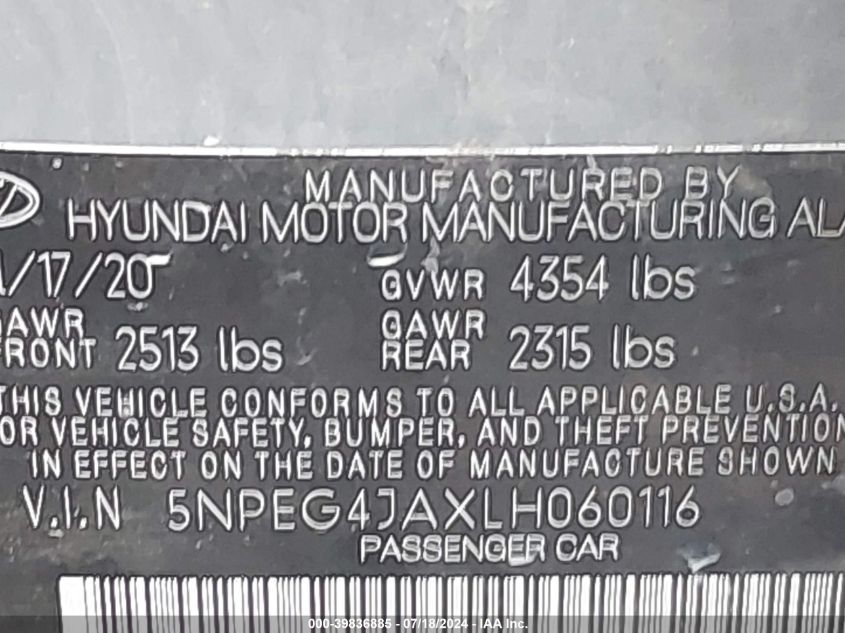 MANUFACTURED BY
HYUNDAI MOTOR MANUFACTURING ALA
/17/20 GVWR 4354 lbs
GAWR FRONT 2513 lbs GAWR REAR 2315 lbs
THIS VEHICLE CONFORMS TO ALL APPLICABLE U.S.A.
OR VEHICLE SAFETY, BUMPER, AND THEFT PREVENTION
IN EFFECT ON THE DATE OF MANUFACTURE SHOWN
V.I.N 5NPEG4JAXLH060116
PASSENGER CAR
000-39836885 - 07/18/2024 - IAA Inc.